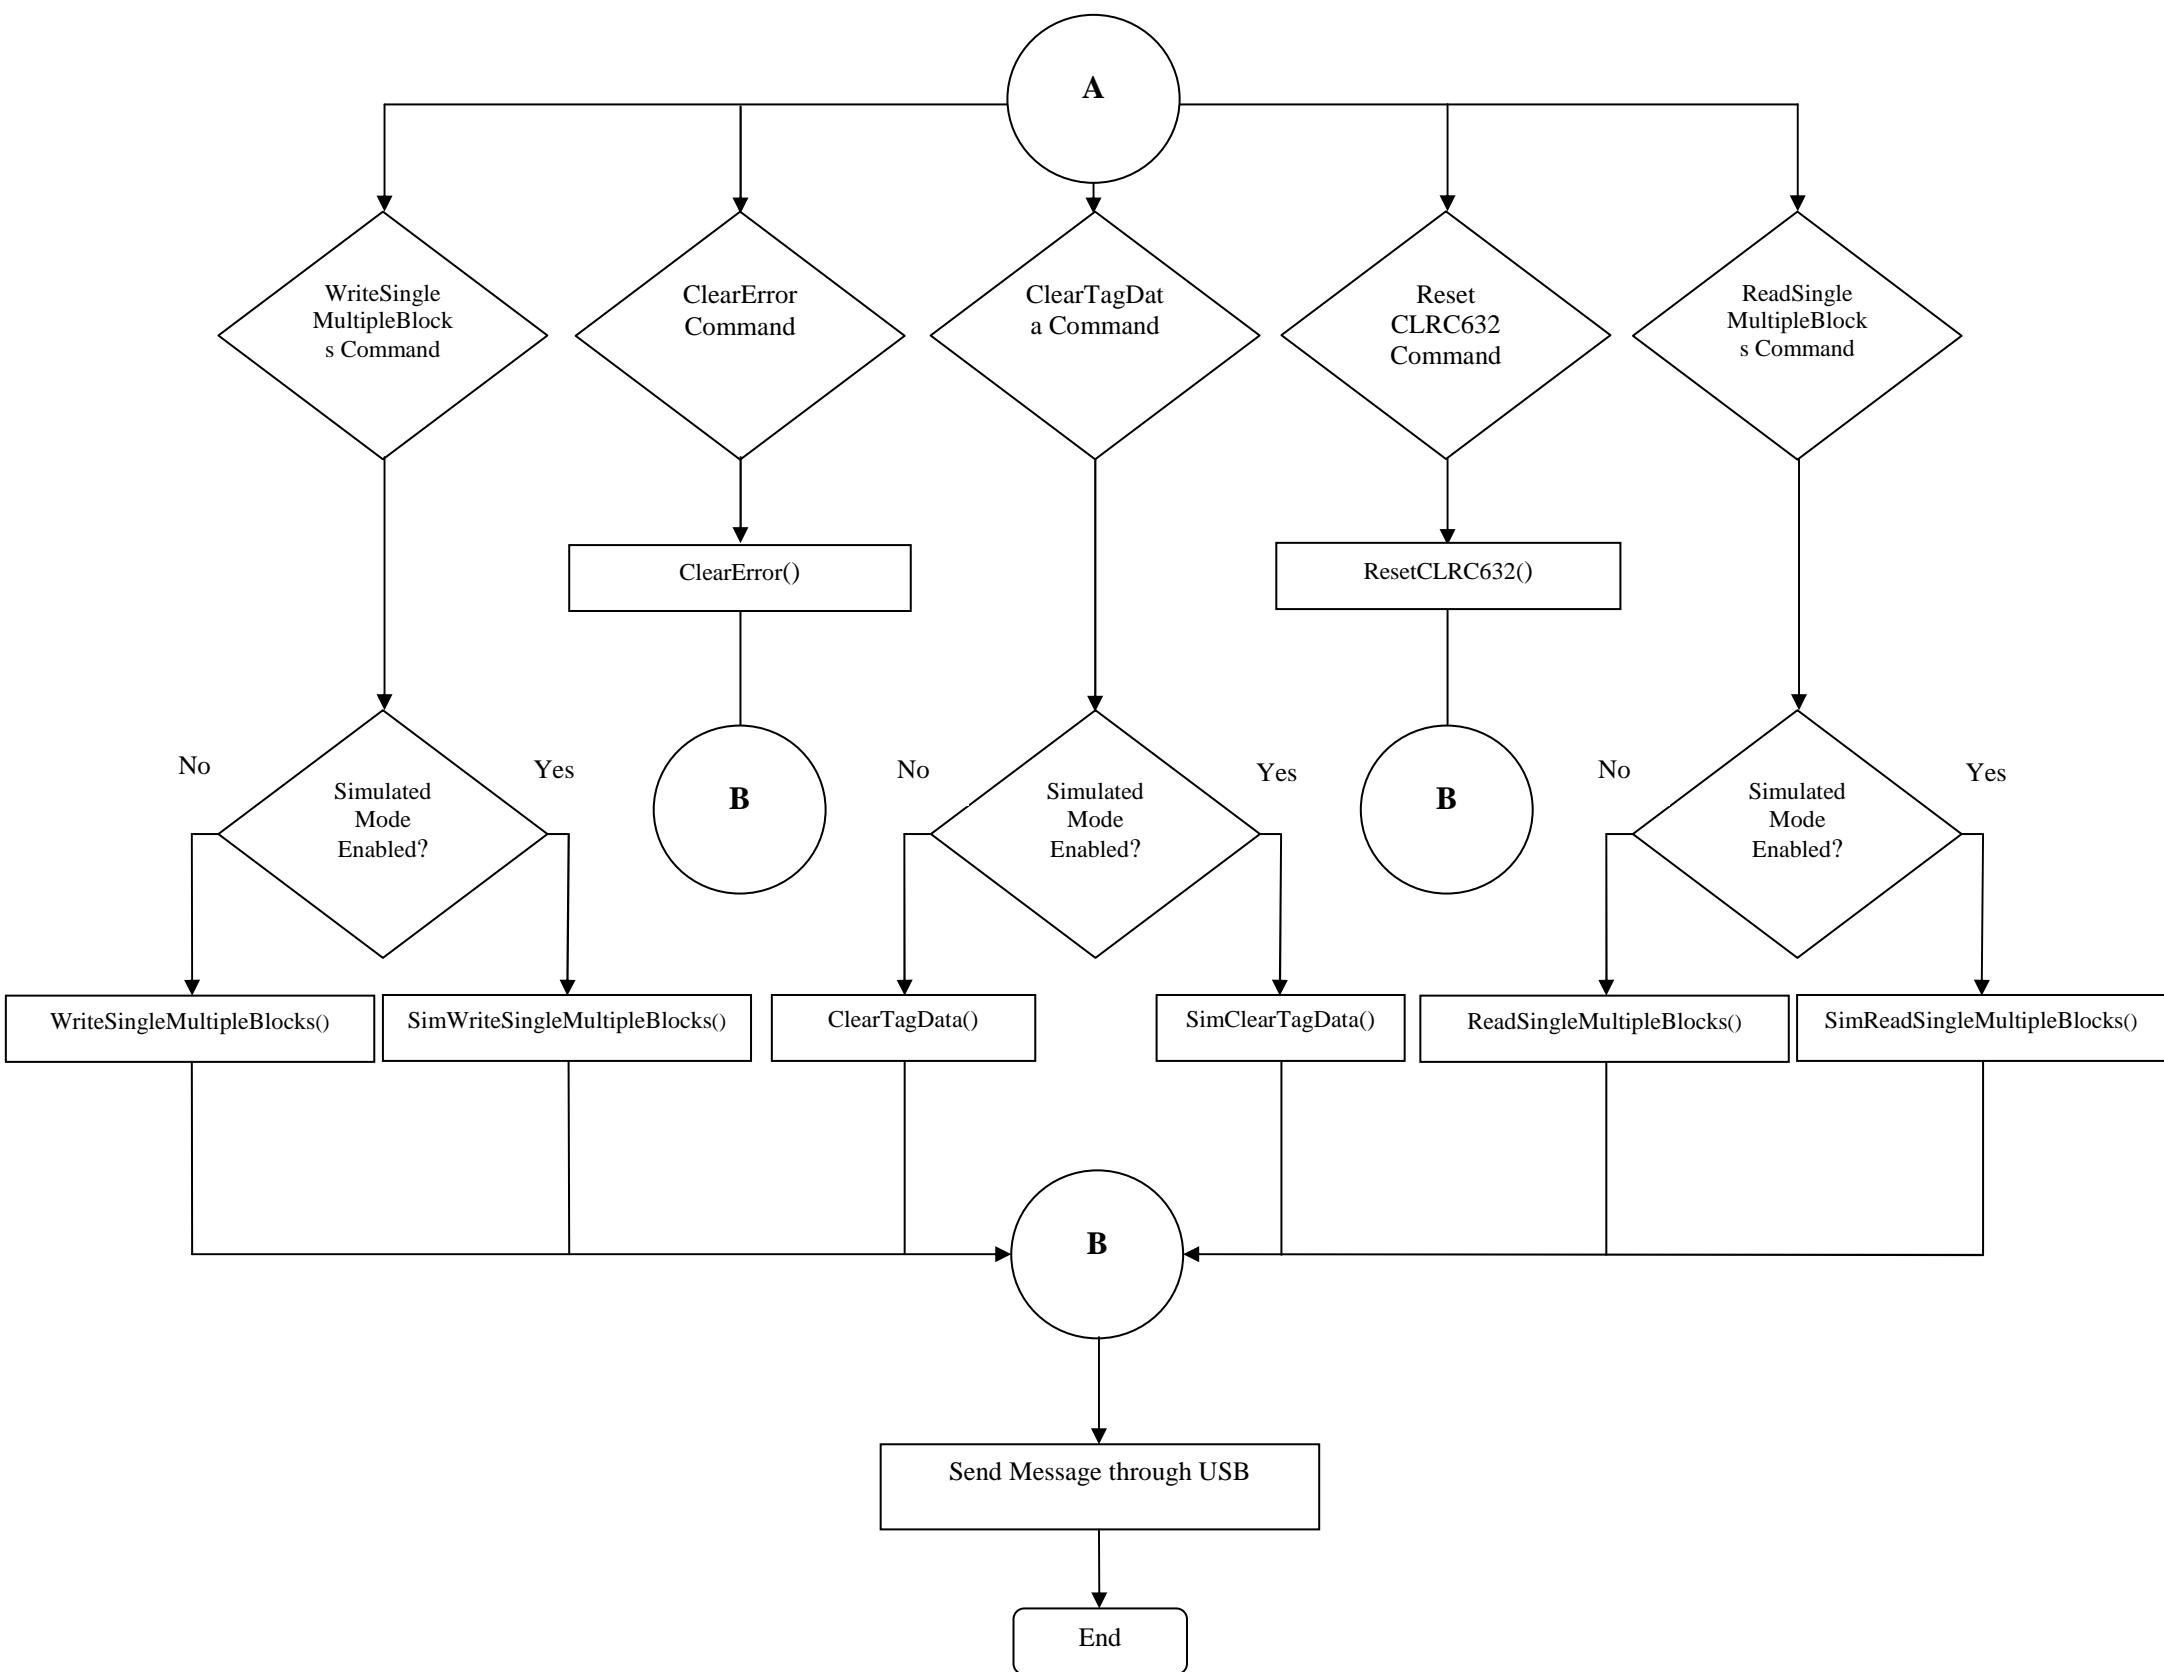 A
WriteSingle
MultipleBlock
s Command
ClearError
Command
ClearTagDat
a Command
Reset
CLRC632
Command
ReadSingle
MultipleBlock
s Command
ClearError()
ResetCLRC632()
No
Simulated
Mode
Enabled?
Yes
B
No
Simulated
Mode
Enabled?
Yes
B
No
Simulated
Mode
Enabled?
Yes
WriteSingleMultipleBlocks()
SimWriteSingleMultipleBlocks()
ClearTagData()
SimClearTagData()
ReadSingleMultipleBlocks()
SimReadSingleMultipleBlocks()
B
Send Message through USB
End